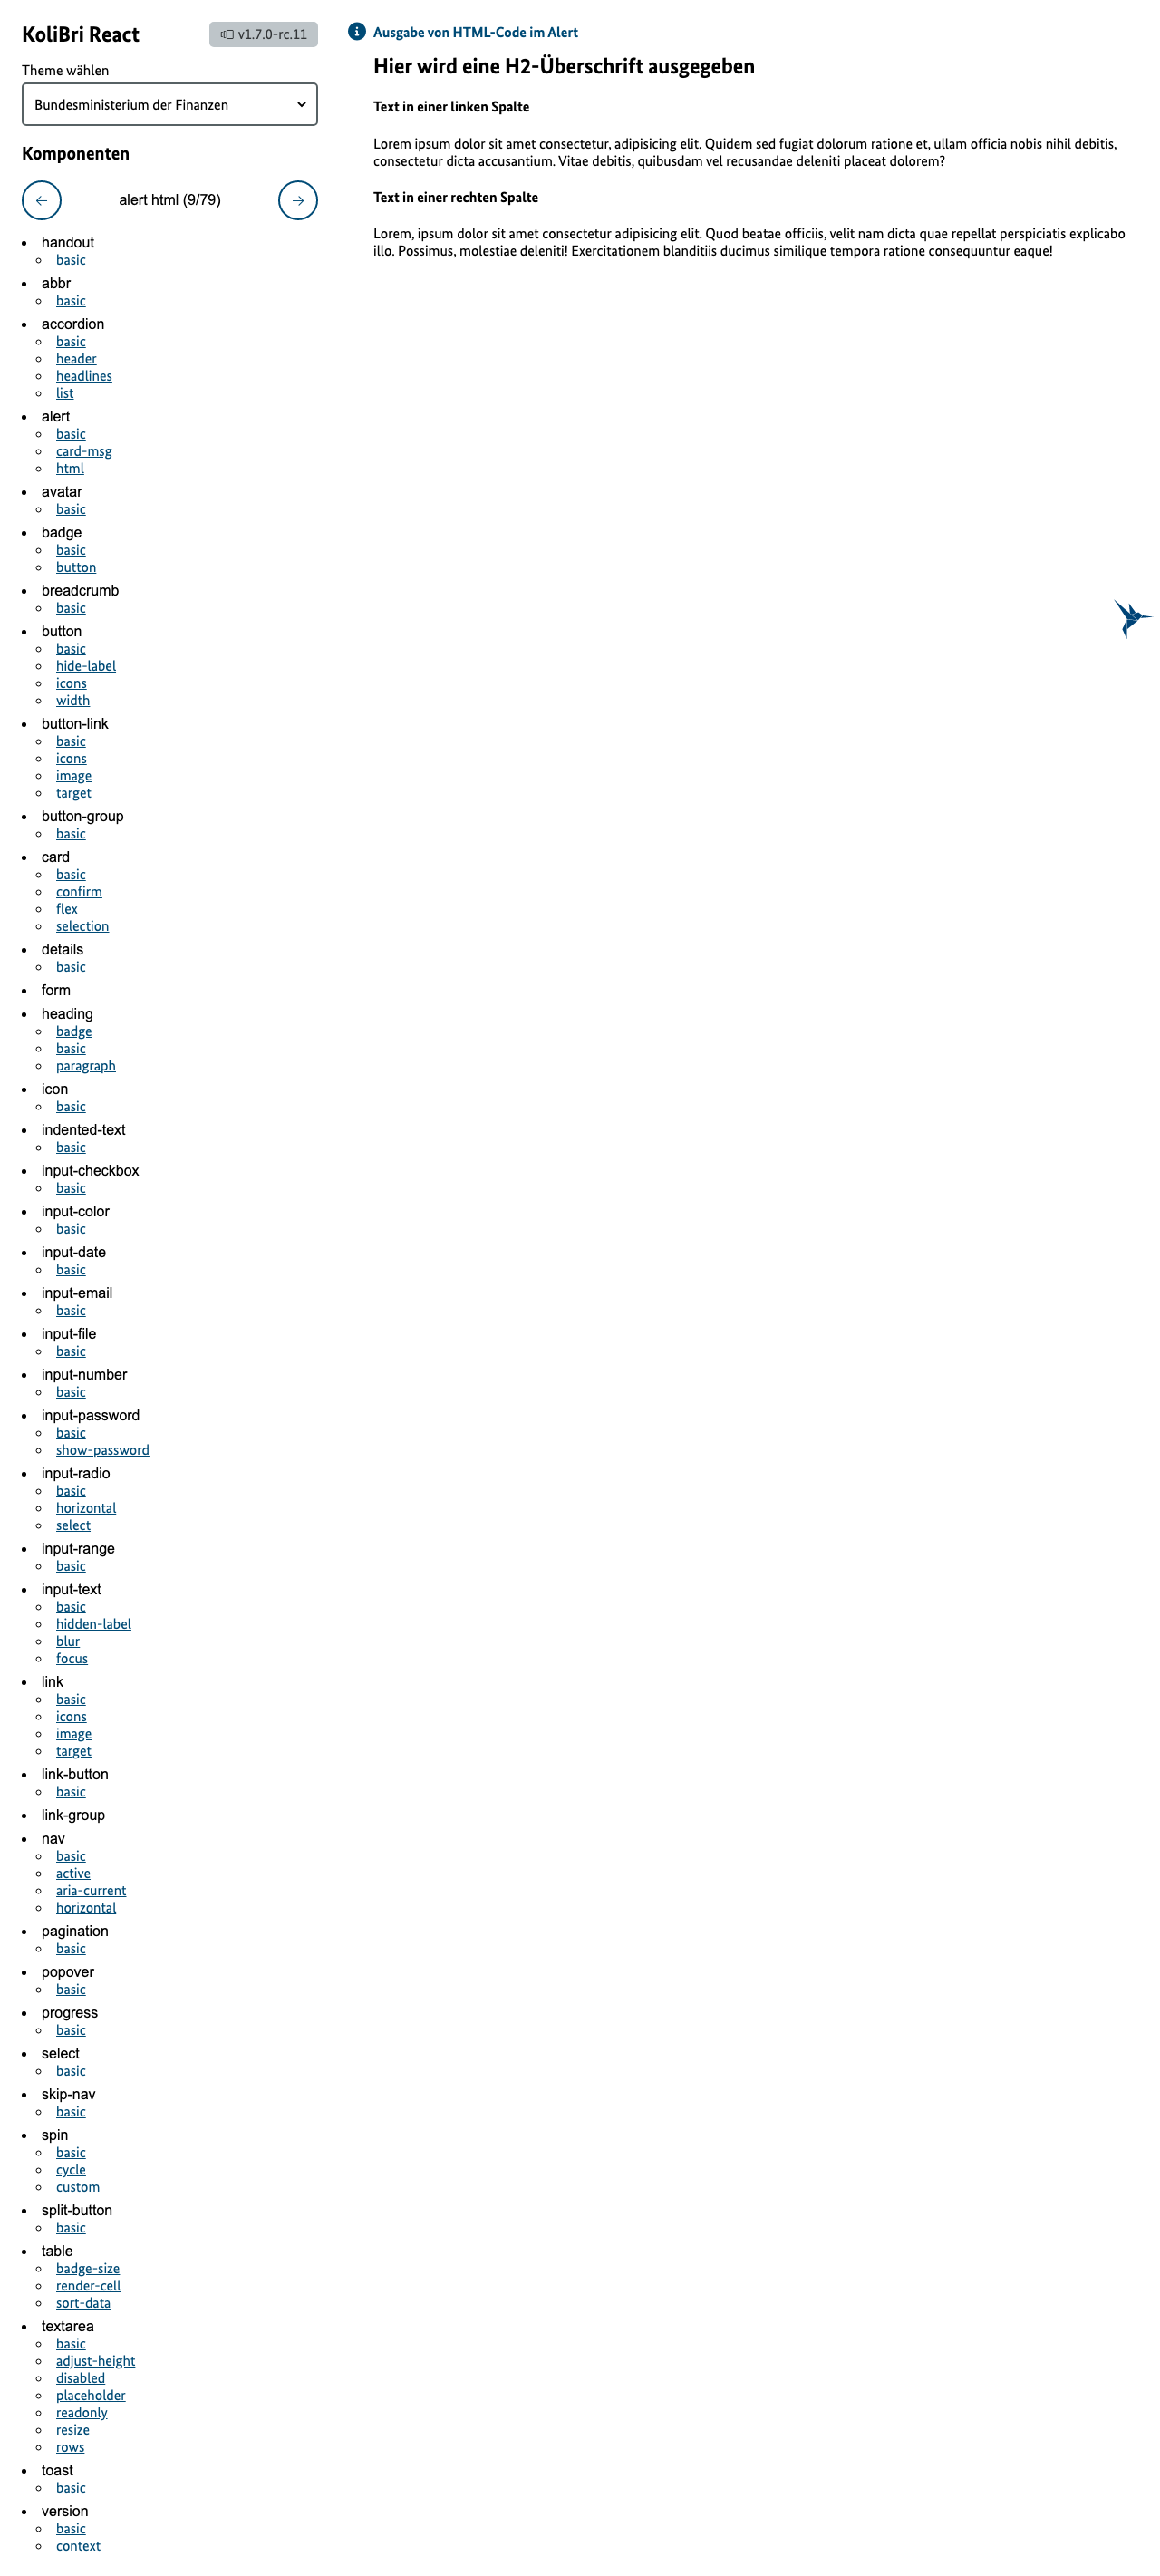 KoliBri React
v1.7.0-rc.11
Theme wählen
Bundesministerium der Finanzen
Komponenten
alert html (9/79)
handout
basic
abbr
basic
accordion
basic
header
headlines
list
alert
basic
card-msg
html
avatar
basic
badge
basic
button
breadcrumb
basic
button
basic
hide-label
icons
width
button-link
basic
icons
image
target
button-group
basic
card
basic
confirm
flex
selection
details
basic
form
heading
badge
basic
paragraph
icon
basic
indented-text
basic
input-checkbox
basic
input-color
basic
input-date
basic
input-email
basic
input-file
basic
input-number
basic
input-password
basic
show-password
input-radio
basic
horizontal
select
input-range
basic
input-text
basic
hidden-label
blur
focus
link
basic
icons
image
target
link-button
basic
link-group
nav
basic
active
aria-current
horizontal
pagination
basic
popover
basic
progress
basic
select
basic
skip-nav
basic
spin
basic
cycle
custom
split-button
basic
table
badge-size
render-cell
sort-data
textarea
basic
adjust-height
disabled
placeholder
readonly
resize
rows
toast
basic
version
basic
context
Ausgabe von HTML-Code im Alert
Hier wird eine H2-Überschrift ausgegeben
Text in einer linken Spalte
Lorem ipsum dolor sit amet consectetur, adipisicing elit. Quidem sed fugiat dolorum ratione et, ullam officia nobis nihil debitis,
consectetur dicta accusantium. Vitae debitis, quibusdam vel recusandae deleniti placeat dolorem?
Text in einer rechten Spalte
Lorem, ipsum dolor sit amet consectetur adipisicing elit. Quod beatae officiis, velit nam dicta quae repellat perspiciatis explicabo
illo. Possimus, molestiae deleniti! Exercitationem blanditiis ducimus similique tempora ratione consequuntur eaque!